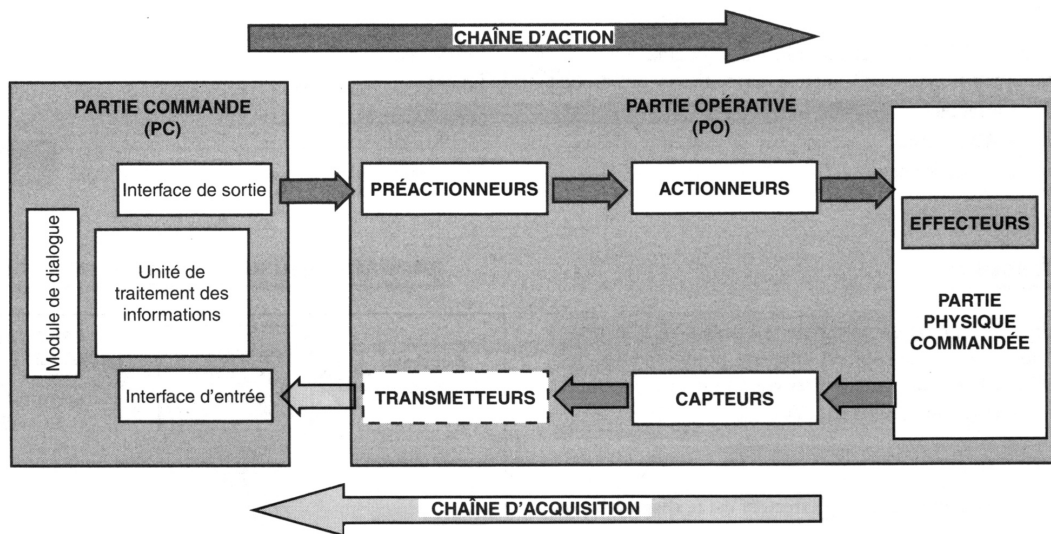 CHAÎNE D'ACTION
PARTIE COMMANDE
(PC)
Interface de sortie
Module de dialogue
Unité de
traitement des
informations
Interface d'entrée
PARTIE OPÉRATIVE
(PO)
PRÉACTIONNEURS
ACTIONNEURS
EFFECTEURS
PARTIE
PHYSIQUE
COMMANDÉE
TRANSMETTEURS
CAPTEURS
CHAÎNE D'ACQUISITION